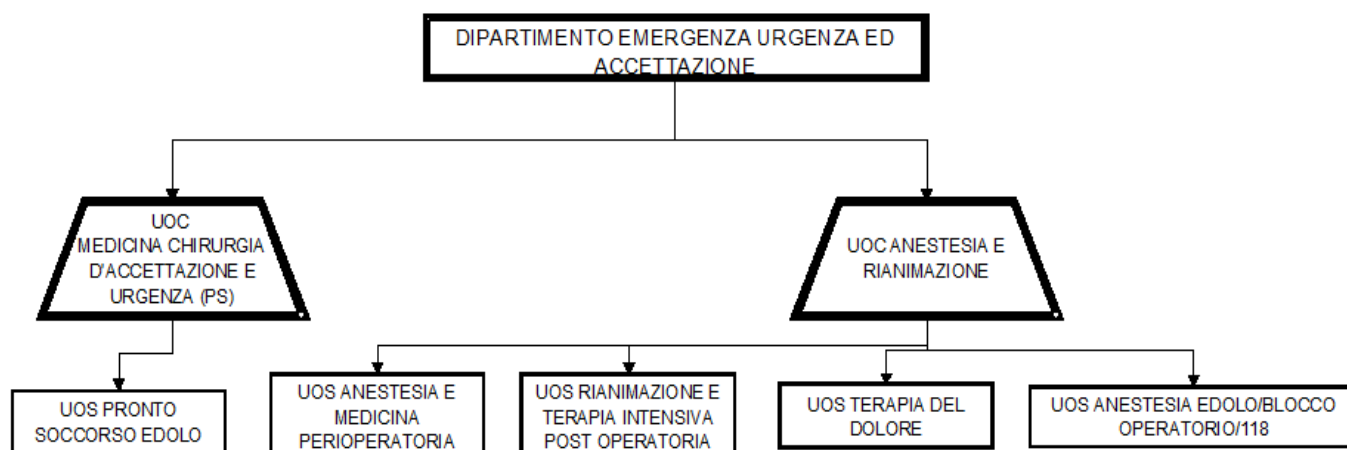 DIPARTIMENTO EMERGENZA URGENZA ED
ACCETTAZIONE
UOC
MEDICINA CHIRURGIA
D'ACCETTAZIONE E
URGENZA (PS)
UOC ANESTESIA E
RIANIMAZIONE
UOS PRONTO
SOCCORSO EDOLO
UOS ANESTESIA E
MEDICINA
PERIOPERATORIA
UOS RIANIMAZIONE E
TERAPIA INTENSIVA
POST OPERATORIA
UOS TERAPIA DEL
DOLORE
UOS ANESTESIA EDOLO/BLOCCO
OPERATORIO/118